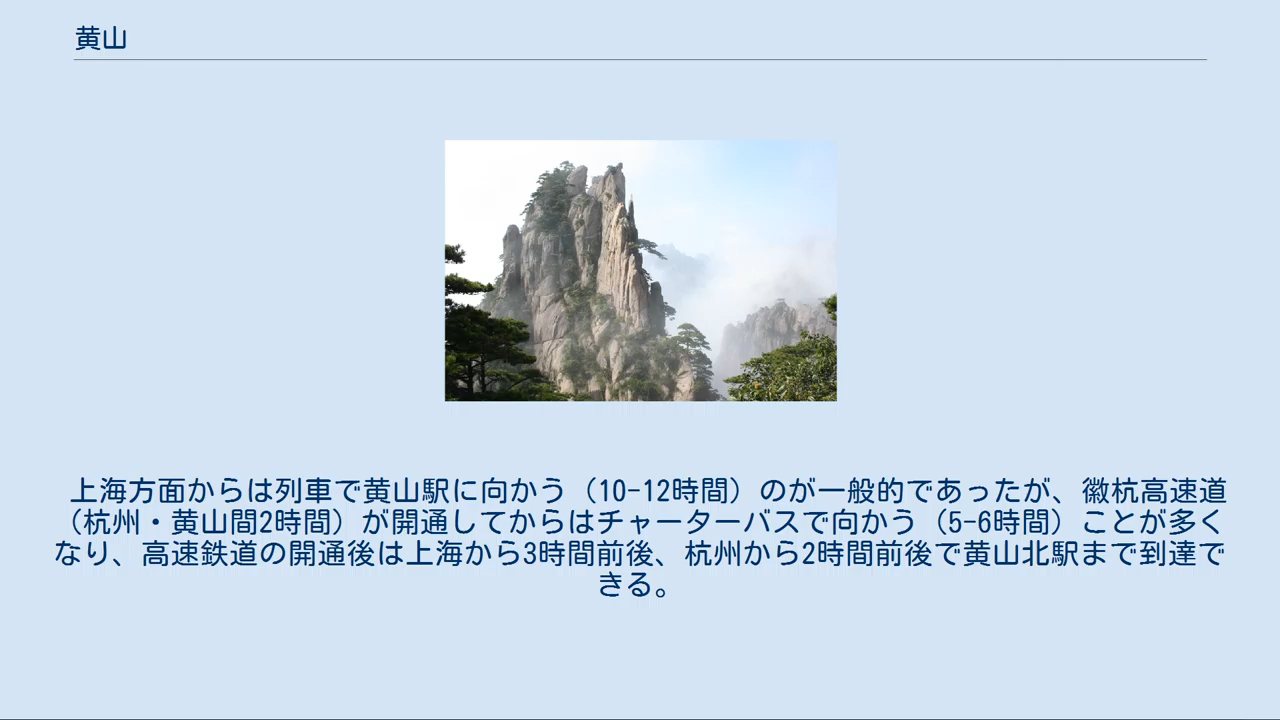 黄山
上海方面からは列車で黄山駅に向かう（10-12時間）のが一般的であったが、徽杭高速道
（杭州・黄山間2時間）が開通してからはチャーターバスで向かう（5-6時間）ことが多く
なり、高速鉄道の開通後は上海から3時間前後、杭州から2時間前後で黄山北駅まで到達で
きる。